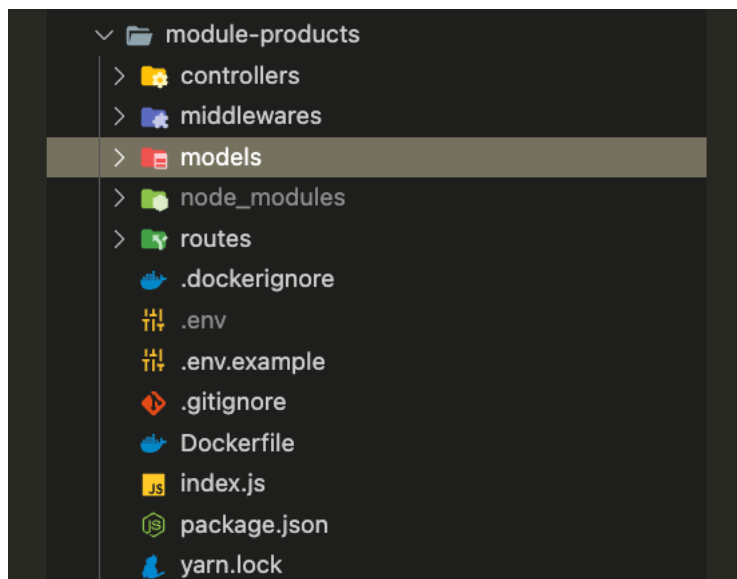 module-products
controllers
middlewares
models
node_modules
routes
.dockerignore
.env
.env.example
.gitignore
Dockerfile
index.js
package.json
yarn.lock